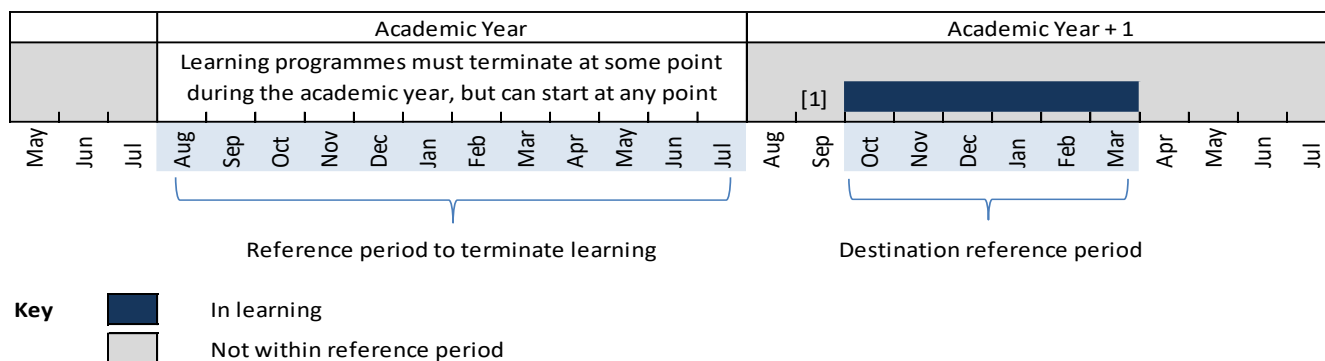 Academic Year
Academic Year + 1
Learning programmes must terminate at some point
during the academic year, but can start at any point
[1]
May Jun Jul Aug Sep Oct Nov Dec Jan Feb Mar Apr May Jun Jul Aug Sep Oct Nov Dec Jan Feb Mar Apr May Jun Jul
Reference period to terminate learning
Destination reference period
Key
In learning
Not within reference period